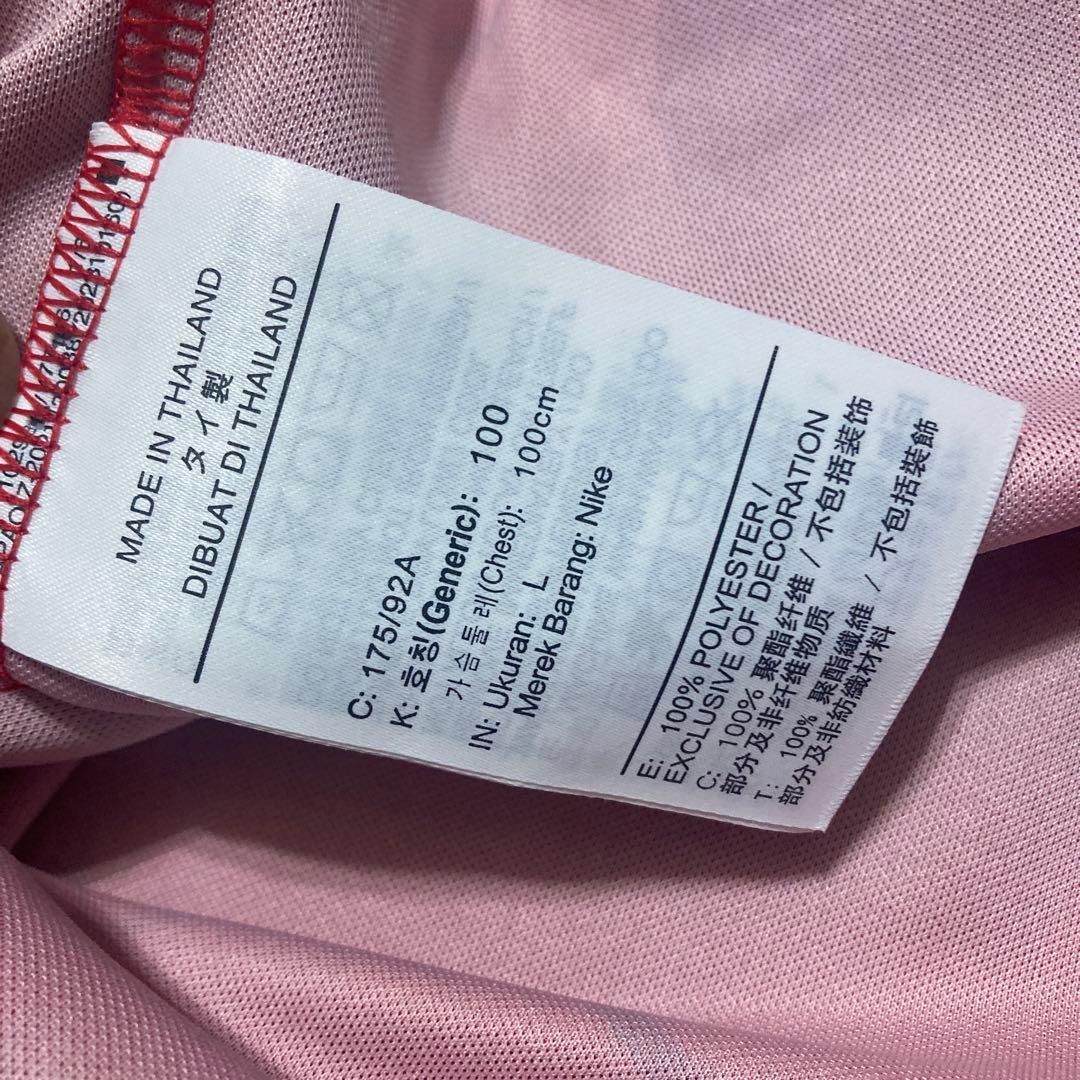 MADE IN THAILAND
タイ製
DIBUAT DI THAILAND
C: 175/92A
K: 호칭(Generic): 100
가슴둘레(Chest): 100cm
IN: Ukuran: L
Merek Barang: Nike
E: 100% POLYESTER /
EXCLUSIVE OF DECORATION
C: 100% 聚酯纤维 / 不包括装饰
部分及非纤维物质
T: 100% 聚酯纖維 / 不包括裝飾
部分及非紡織材料